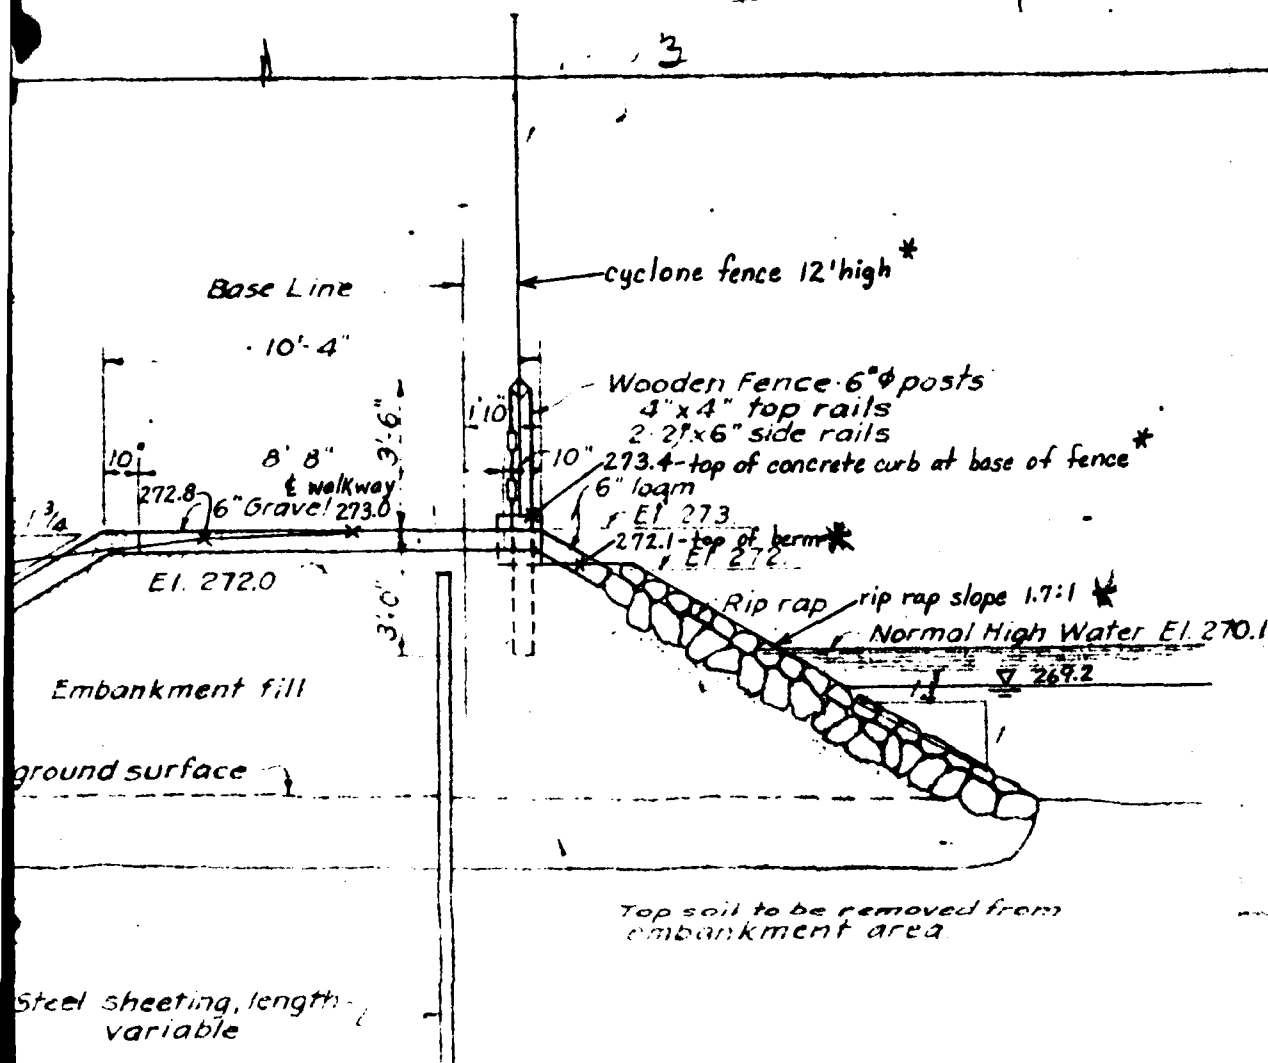 3
cyclone fence 12' high *
Base Line
10'-4"
Wooden Fence 6"φ posts
4" x 4" top rails
2-2"x6" side rails
1'10"
3'-6"
10"
8' 8"
10"
273.4-top of concrete curb at base of fence *
¢ walkway
6" loam
272.8
6" Gravel 273.0
1 3/4
El 273
272.1-top of berm *
El 272
El. 272.0
3'-0"
Rip rap
rip rap slope 1.7:1 *
Normal High Water El. 270.1
269.2
1
Embankment fill
ground surface
Top soil to be removed from
embankment area
Steel sheeting, length
variable